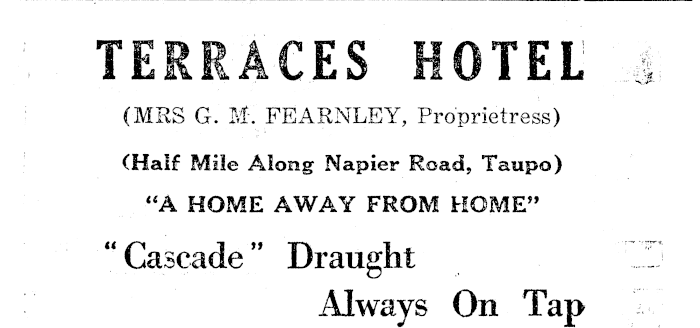 TERRACES HOTEL
(MRS G. M. FEARNLEY, Proprietress)
(Half Mile Along Napier Road, Taupo)
"A HOME AWAY FROM HOME"
"Cascade" Draught
Always On Tap